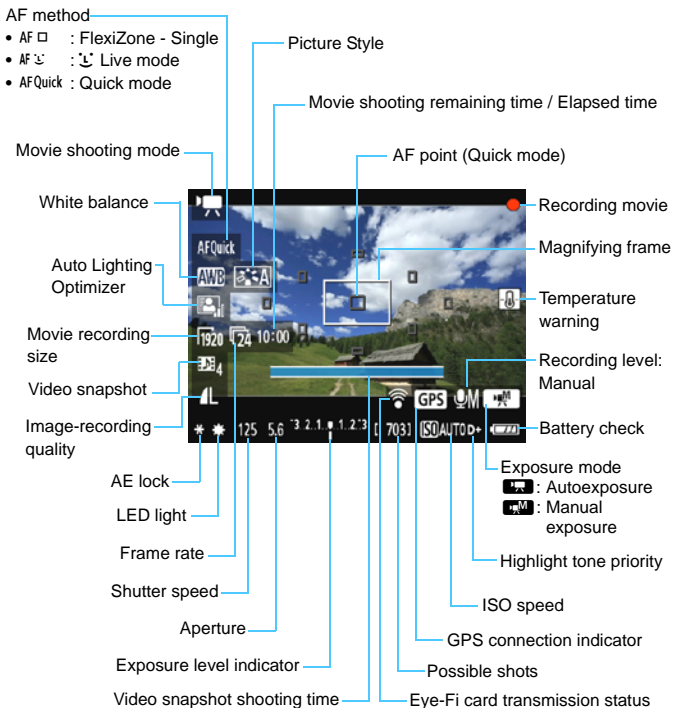 AF method
• AF □ : FlexiZone - Single
• AF : Live mode
• AFQuick : Quick mode
Picture Style
Movie shooting remaining time / Elapsed time
Movie shooting mode
AF point (Quick mode)
White balance
Recording movie
Magnifying frame
Auto Lighting
Optimizer
Temperature
warning
Movie recording
size
Recording level:
Manual
Video snapshot
Image-recording
quality
Battery check
AFQuick
AWB
A
1920 24 10:00
4
L
GPS M M
125 5.6 -3..2..1..0..1..2..+3 [ 703] ISO AUTO D+
AE lock
LED light
Frame rate
Shutter speed
Aperture
Exposure level indicator
Video snapshot shooting time
Exposure mode
: Autoexposure
M : Manual
exposure
Highlight tone priority
ISO speed
GPS connection indicator
Possible shots
Eye-Fi card transmission status